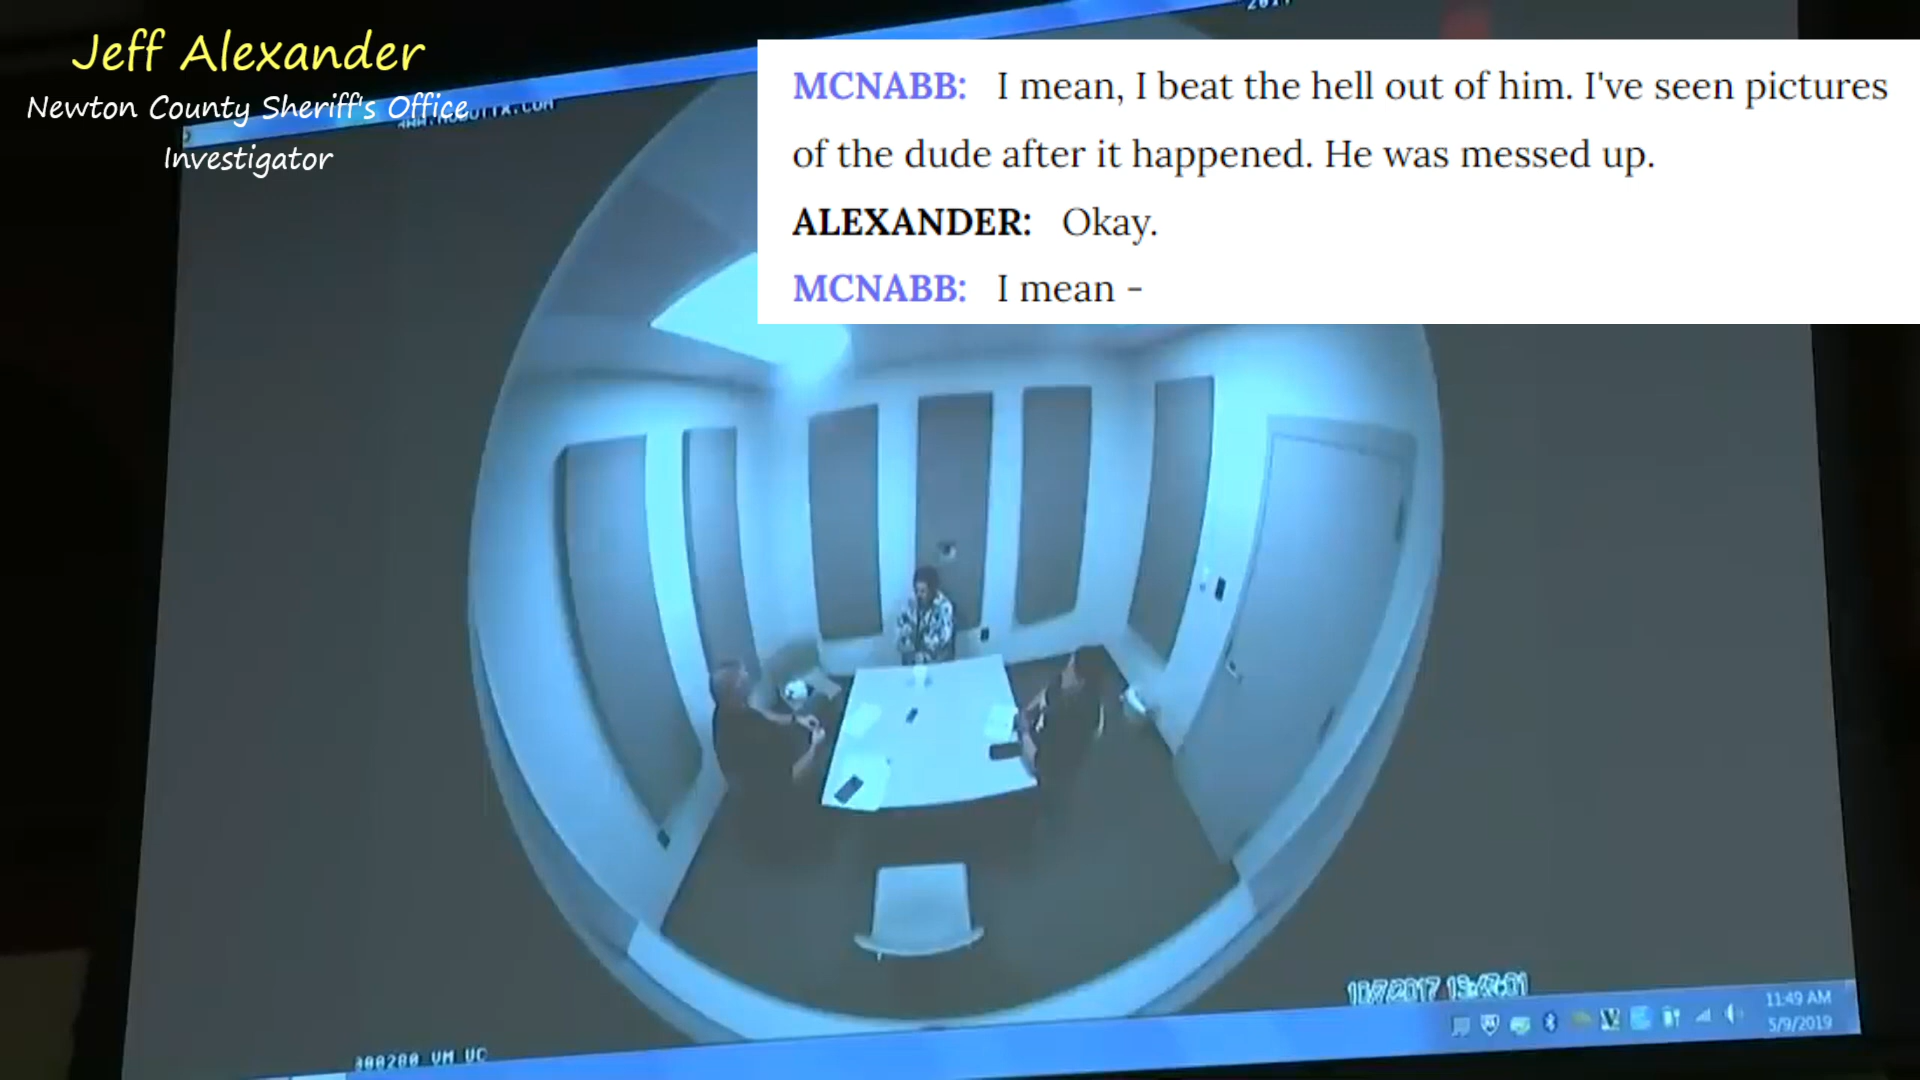 Jeff Alexander
Newton County Sheriff's Office
Investigator
MCNABB: I mean, I beat the hell out of him. I've seen pictures
of the dude after it happened. He was messed up.
ALEXANDER: Okay.
MCNABB: I mean -
11:49 AM
5/9/2019